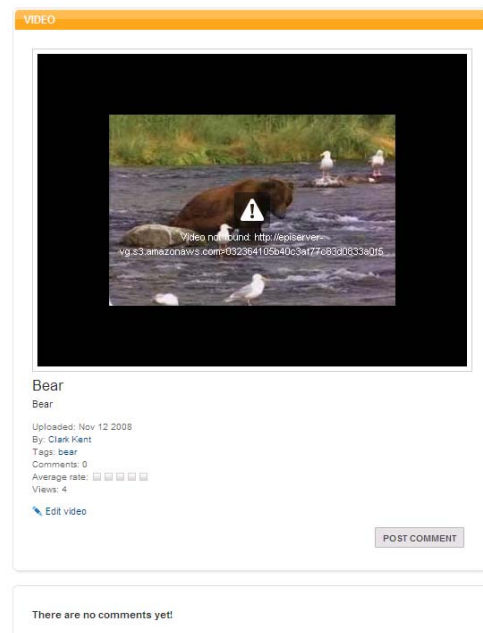 VIDEO
Video not found: http://episerver-
vg.s3.amazonaws.com
Bear
Bear
Uploaded: Nov 12 2008
By: Clark Kent
Tags: bear
Comments: 0
Average rate:
Views: 4
Edit video
POST COMMENT
There are no comments yet!